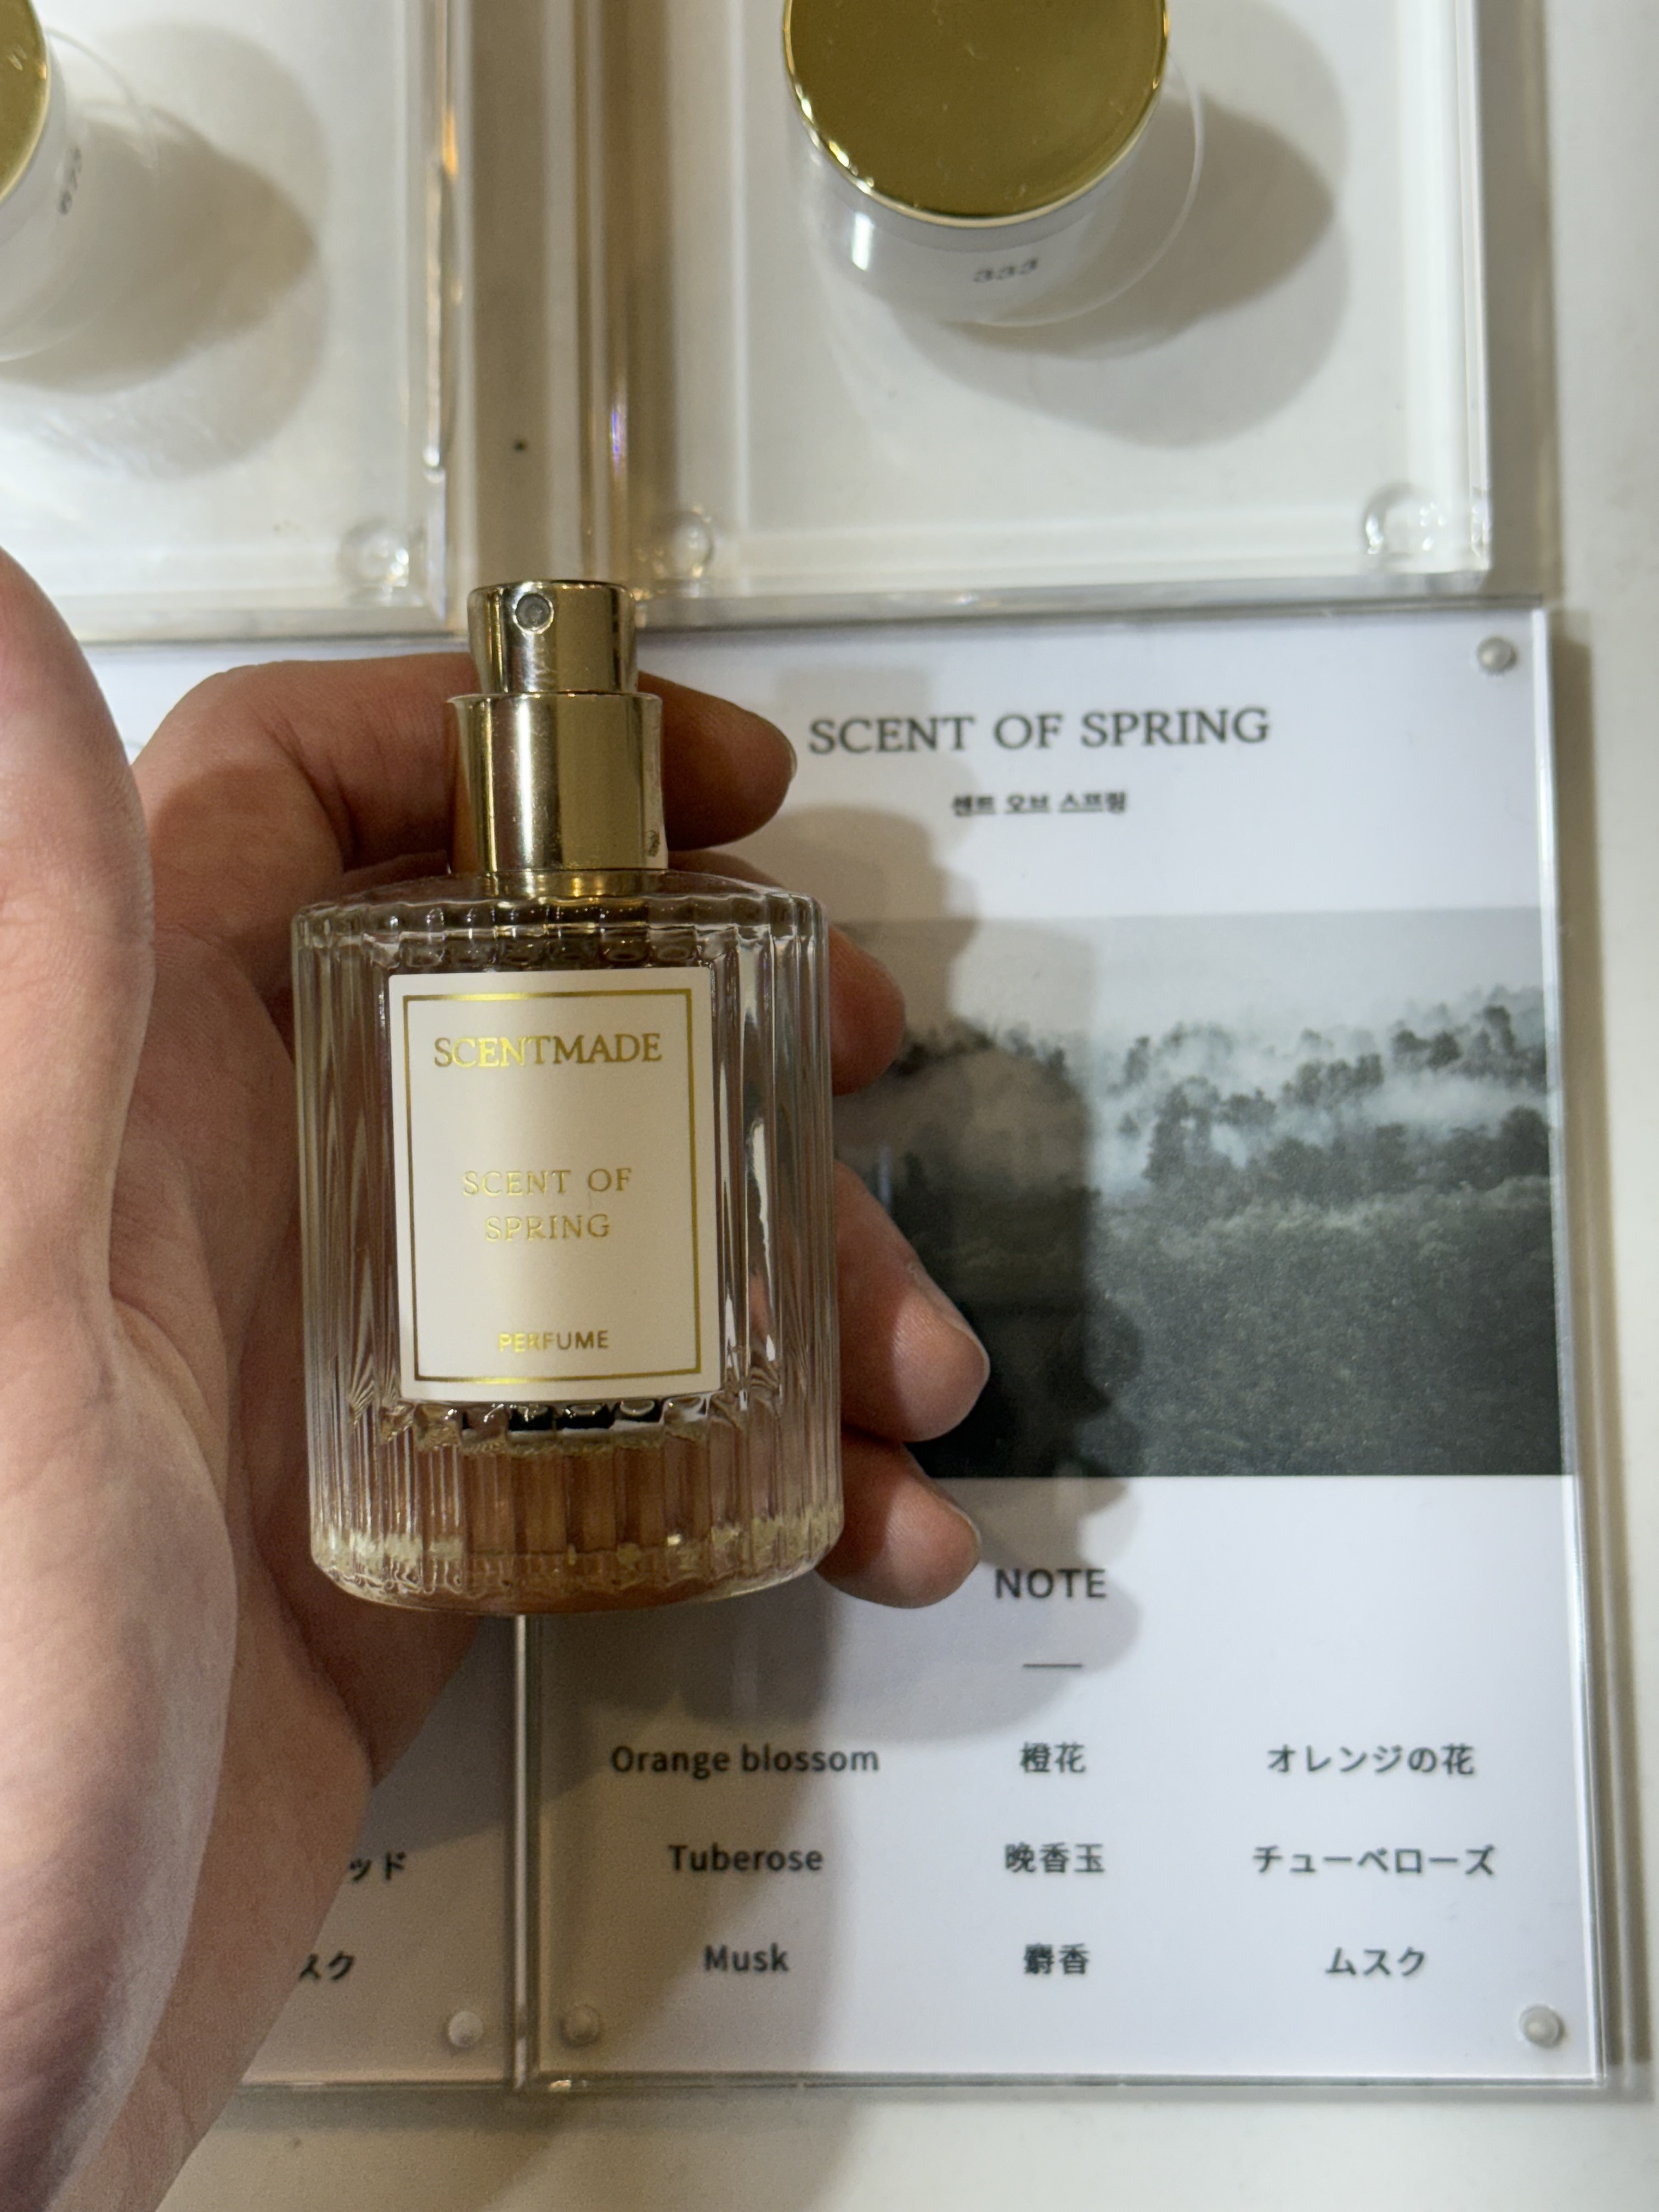 333
SCENT OF SPRING
센트 오브 스프링
SCENTMADE
SCENT OF
SPRING
PERFUME
NOTE
Orange blossom 橙花 オレンジの花
Tuberose 晩香玉 チューベローズ
Musk 麝香 ムスク
ッド
スク